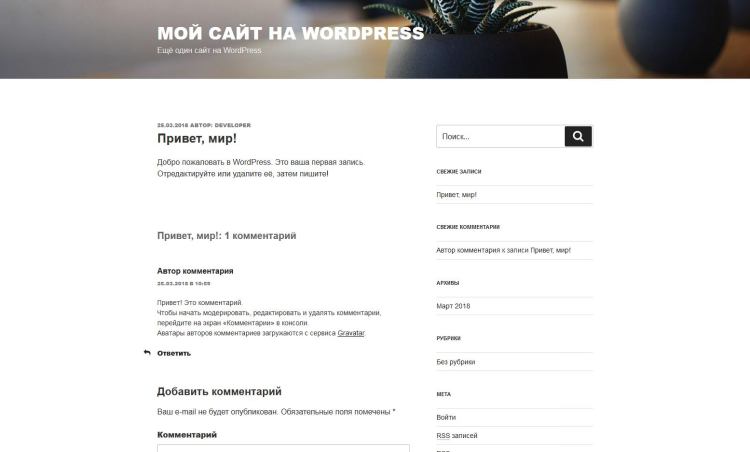 МОЙ САЙТ НА WORDPRESS
Ещё один сайт на WordPress
25.03.2018 АВТОР: DEVELOPER
Привет, мир!
Добро пожаловать в WordPress. Это ваша первая запись.
Отредактируйте или удалите её, затем пишите!
Привет, мир!: 1 комментарий
Автор комментария
25.03.2018 В 10:59
Привет! Это комментарий.
Чтобы начать модерировать, редактировать и удалять комментарии,
перейдите на экран «Комментарии» в консоли.
Аватары авторов комментариев загружаются с сервиса Gravatar.
Ответить
Добавить комментарий
Ваш e-mail не будет опубликован. Обязательные поля помечены *
Комментарий
Поиск…
СВЕЖИЕ ЗАПИСИ
Привет, мир!
СВЕЖИЕ КОММЕНТАРИИ
Автор комментария к записи Привет, мир!
АРХИВЫ
Март 2018
РУБРИКИ
Без рубрики
МЕТА
Войти
RSS записей